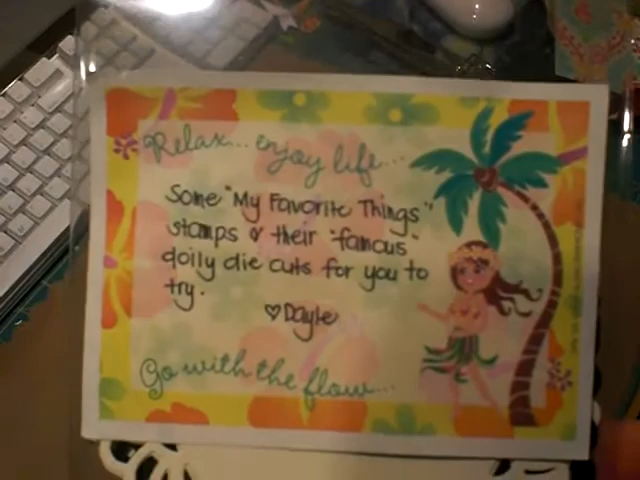 Relax... enjoy life...
Some "My Favorite Things"
stamps & their "famous"
doily die cuts for you to
try.
♡Dayle
Go with the flow...